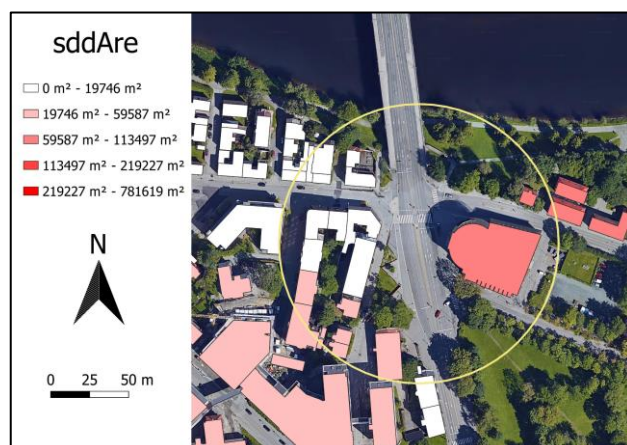 sddAre
0 m² - 19746 m²
19746 m² - 59587 m²
59587 m² - 113497 m²
113497 m² - 219227 m²
219227 m² - 781619 m²
N
0 25 50 m